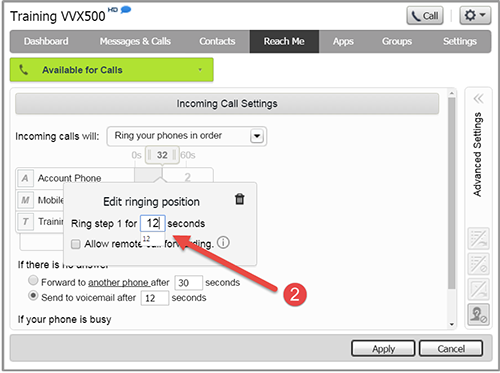 Training VVX500 HD
Call
Dashboard Messages & Calls Contacts Reach Me Apps Groups Settings
Available for Calls
Incoming Call Settings
Incoming calls will: Ring your phones in order
0s 32 60s
A Account Phone 2
M Mobile
T Training
Edit ringing position
Ring step 1 for 12 seconds
12
Allow remote call forwarding.
If there is no answer
Forward to another phone after 30 seconds
Send to voicemail after 12 seconds
If your phone is busy
2
Advanced Settings
Apply Cancel